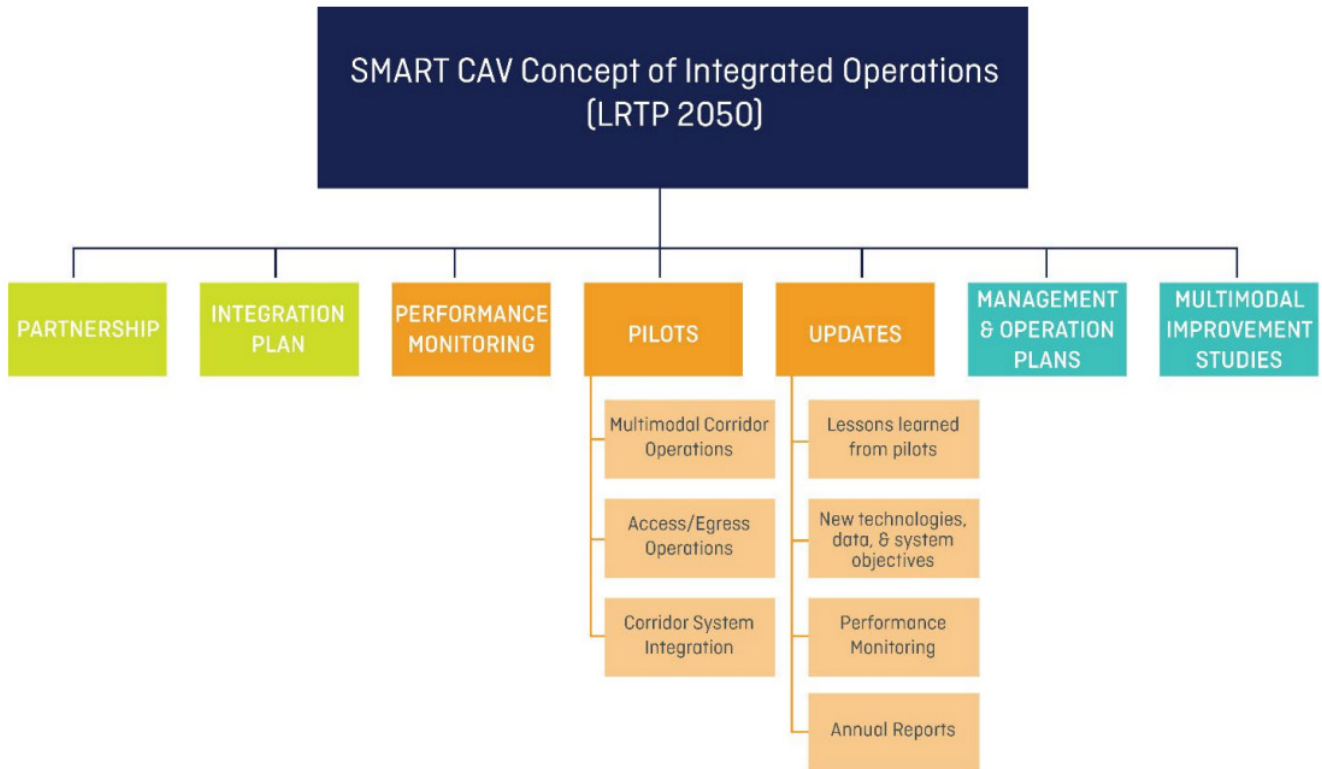 SMART CAV Concept of Integrated Operations
(LRTP 2050)
PARTNERSHIP
INTEGRATION
PLAN
PERFORMANCE
MONITORING
PILOTS
UPDATES
MANAGEMENT
& OPERATION
PLANS
MULTIMODAL
IMPROVEMENT
STUDIES
Multimodal Corridor
Operations
Access/Egress
Operations
Corridor System
Integration
Lessons learned
from pilots
New technologies,
data, & system
objectives
Performance
Monitoring
Annual Reports